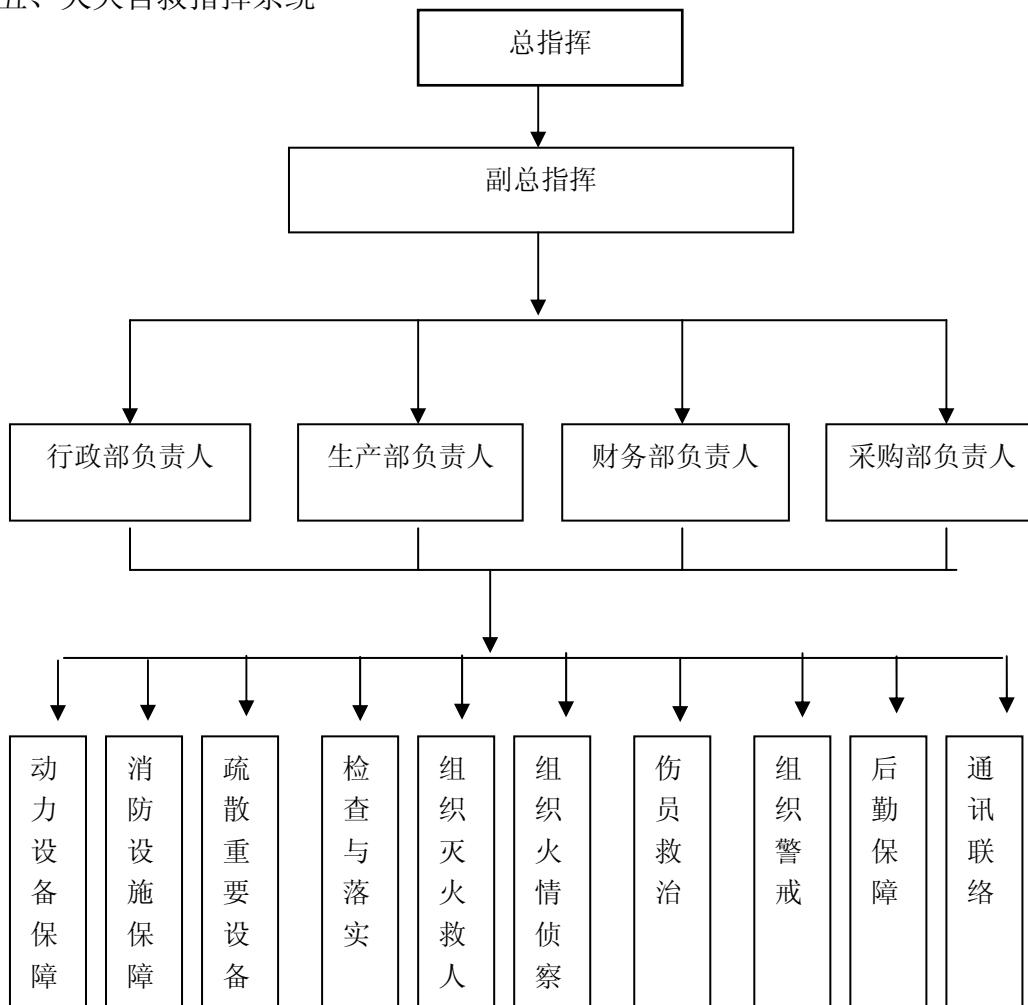 五、火灾自救指挥系统
总指挥
副总指挥
行政部负责人
生产部负责人
财务部负责人
采购部负责人
动力设备保障
消防设施保障
疏散重要设备
检查与落实
组织灭火救人
组织火情侦察
伤员救治
组织警戒
后勤保障
通讯联络